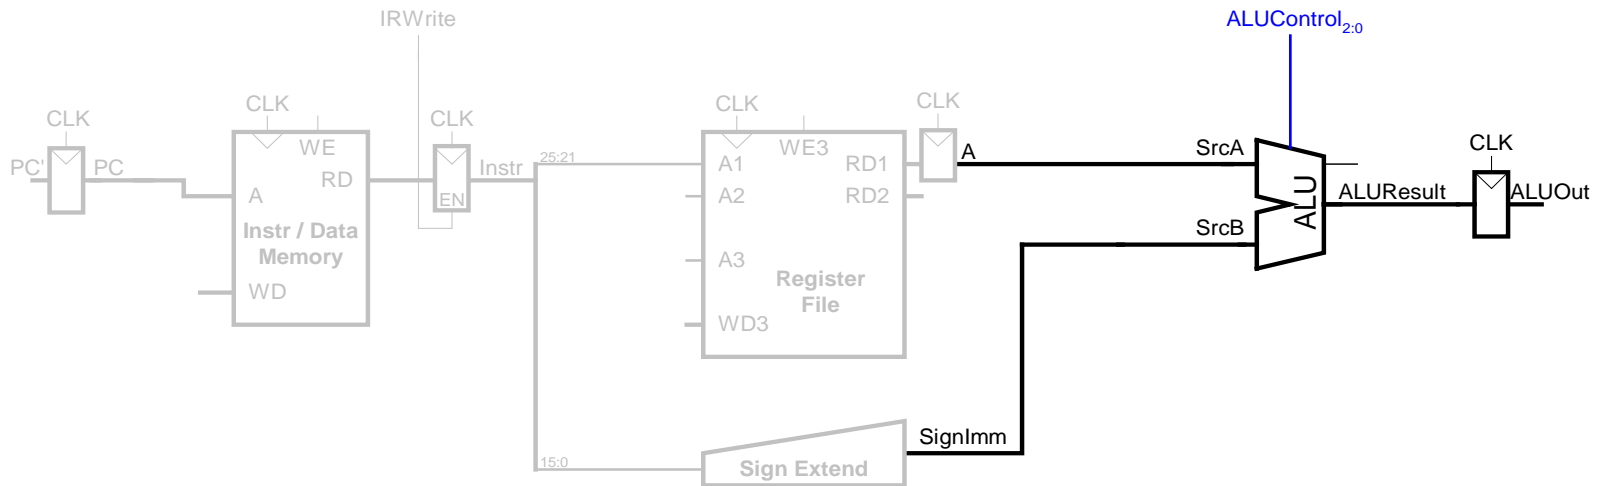 IRWrite
ALUControl2:0
CLK
CLK
CLK
CLK
CLK
CLK
PC'
PC
WE
RD
A
EN
Instr / Data
Memory
WD
Instr
25:21
A1
WE3
RD1
A2
RD2
A3
Register
File
WD3
A
SrcA
SrcB
ALU
ALUResult
ALUOut
SignImm
15:0
Sign Extend